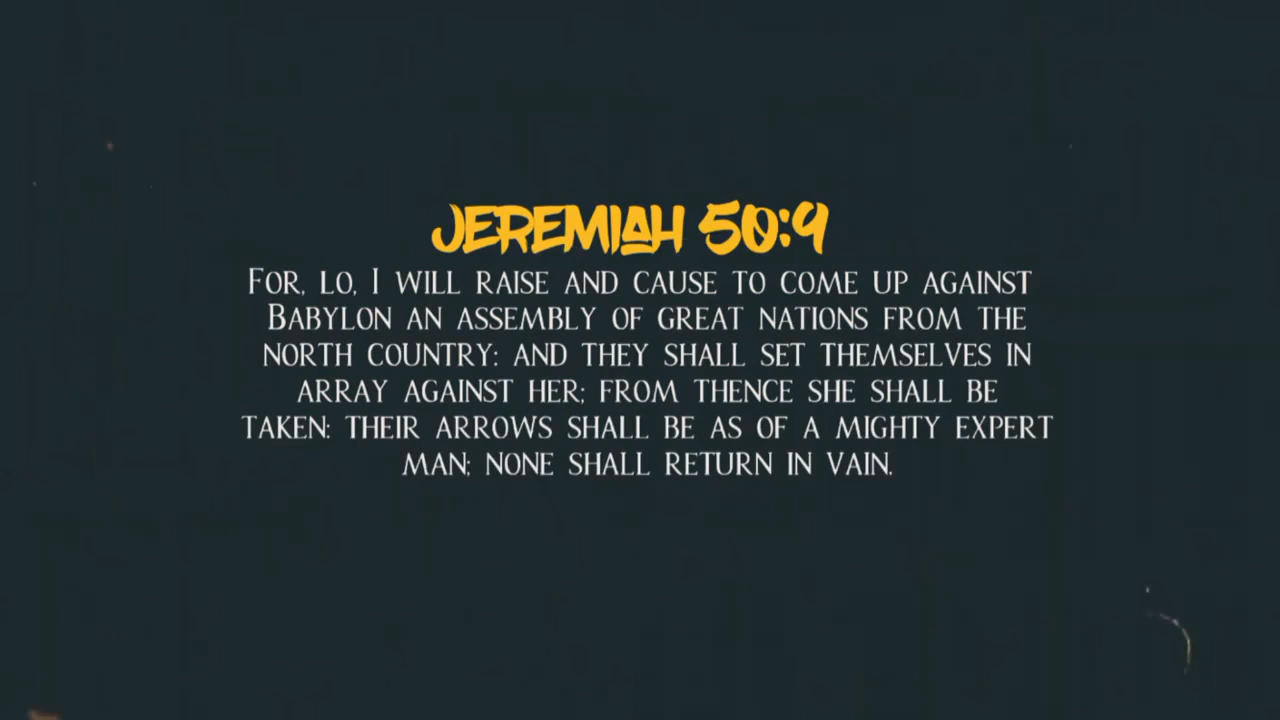 JEREMIAH 50:9
FOR, LO, I WILL RAISE AND CAUSE TO COME UP AGAINST
BABYLON AN ASSEMBLY OF GREAT NATIONS FROM THE
NORTH COUNTRY: AND THEY SHALL SET THEMSELVES IN
ARRAY AGAINST HER; FROM THENCE SHE SHALL BE
TAKEN: THEIR ARROWS SHALL BE AS OF A MIGHTY EXPERT
MAN; NONE SHALL RETURN IN VAIN.